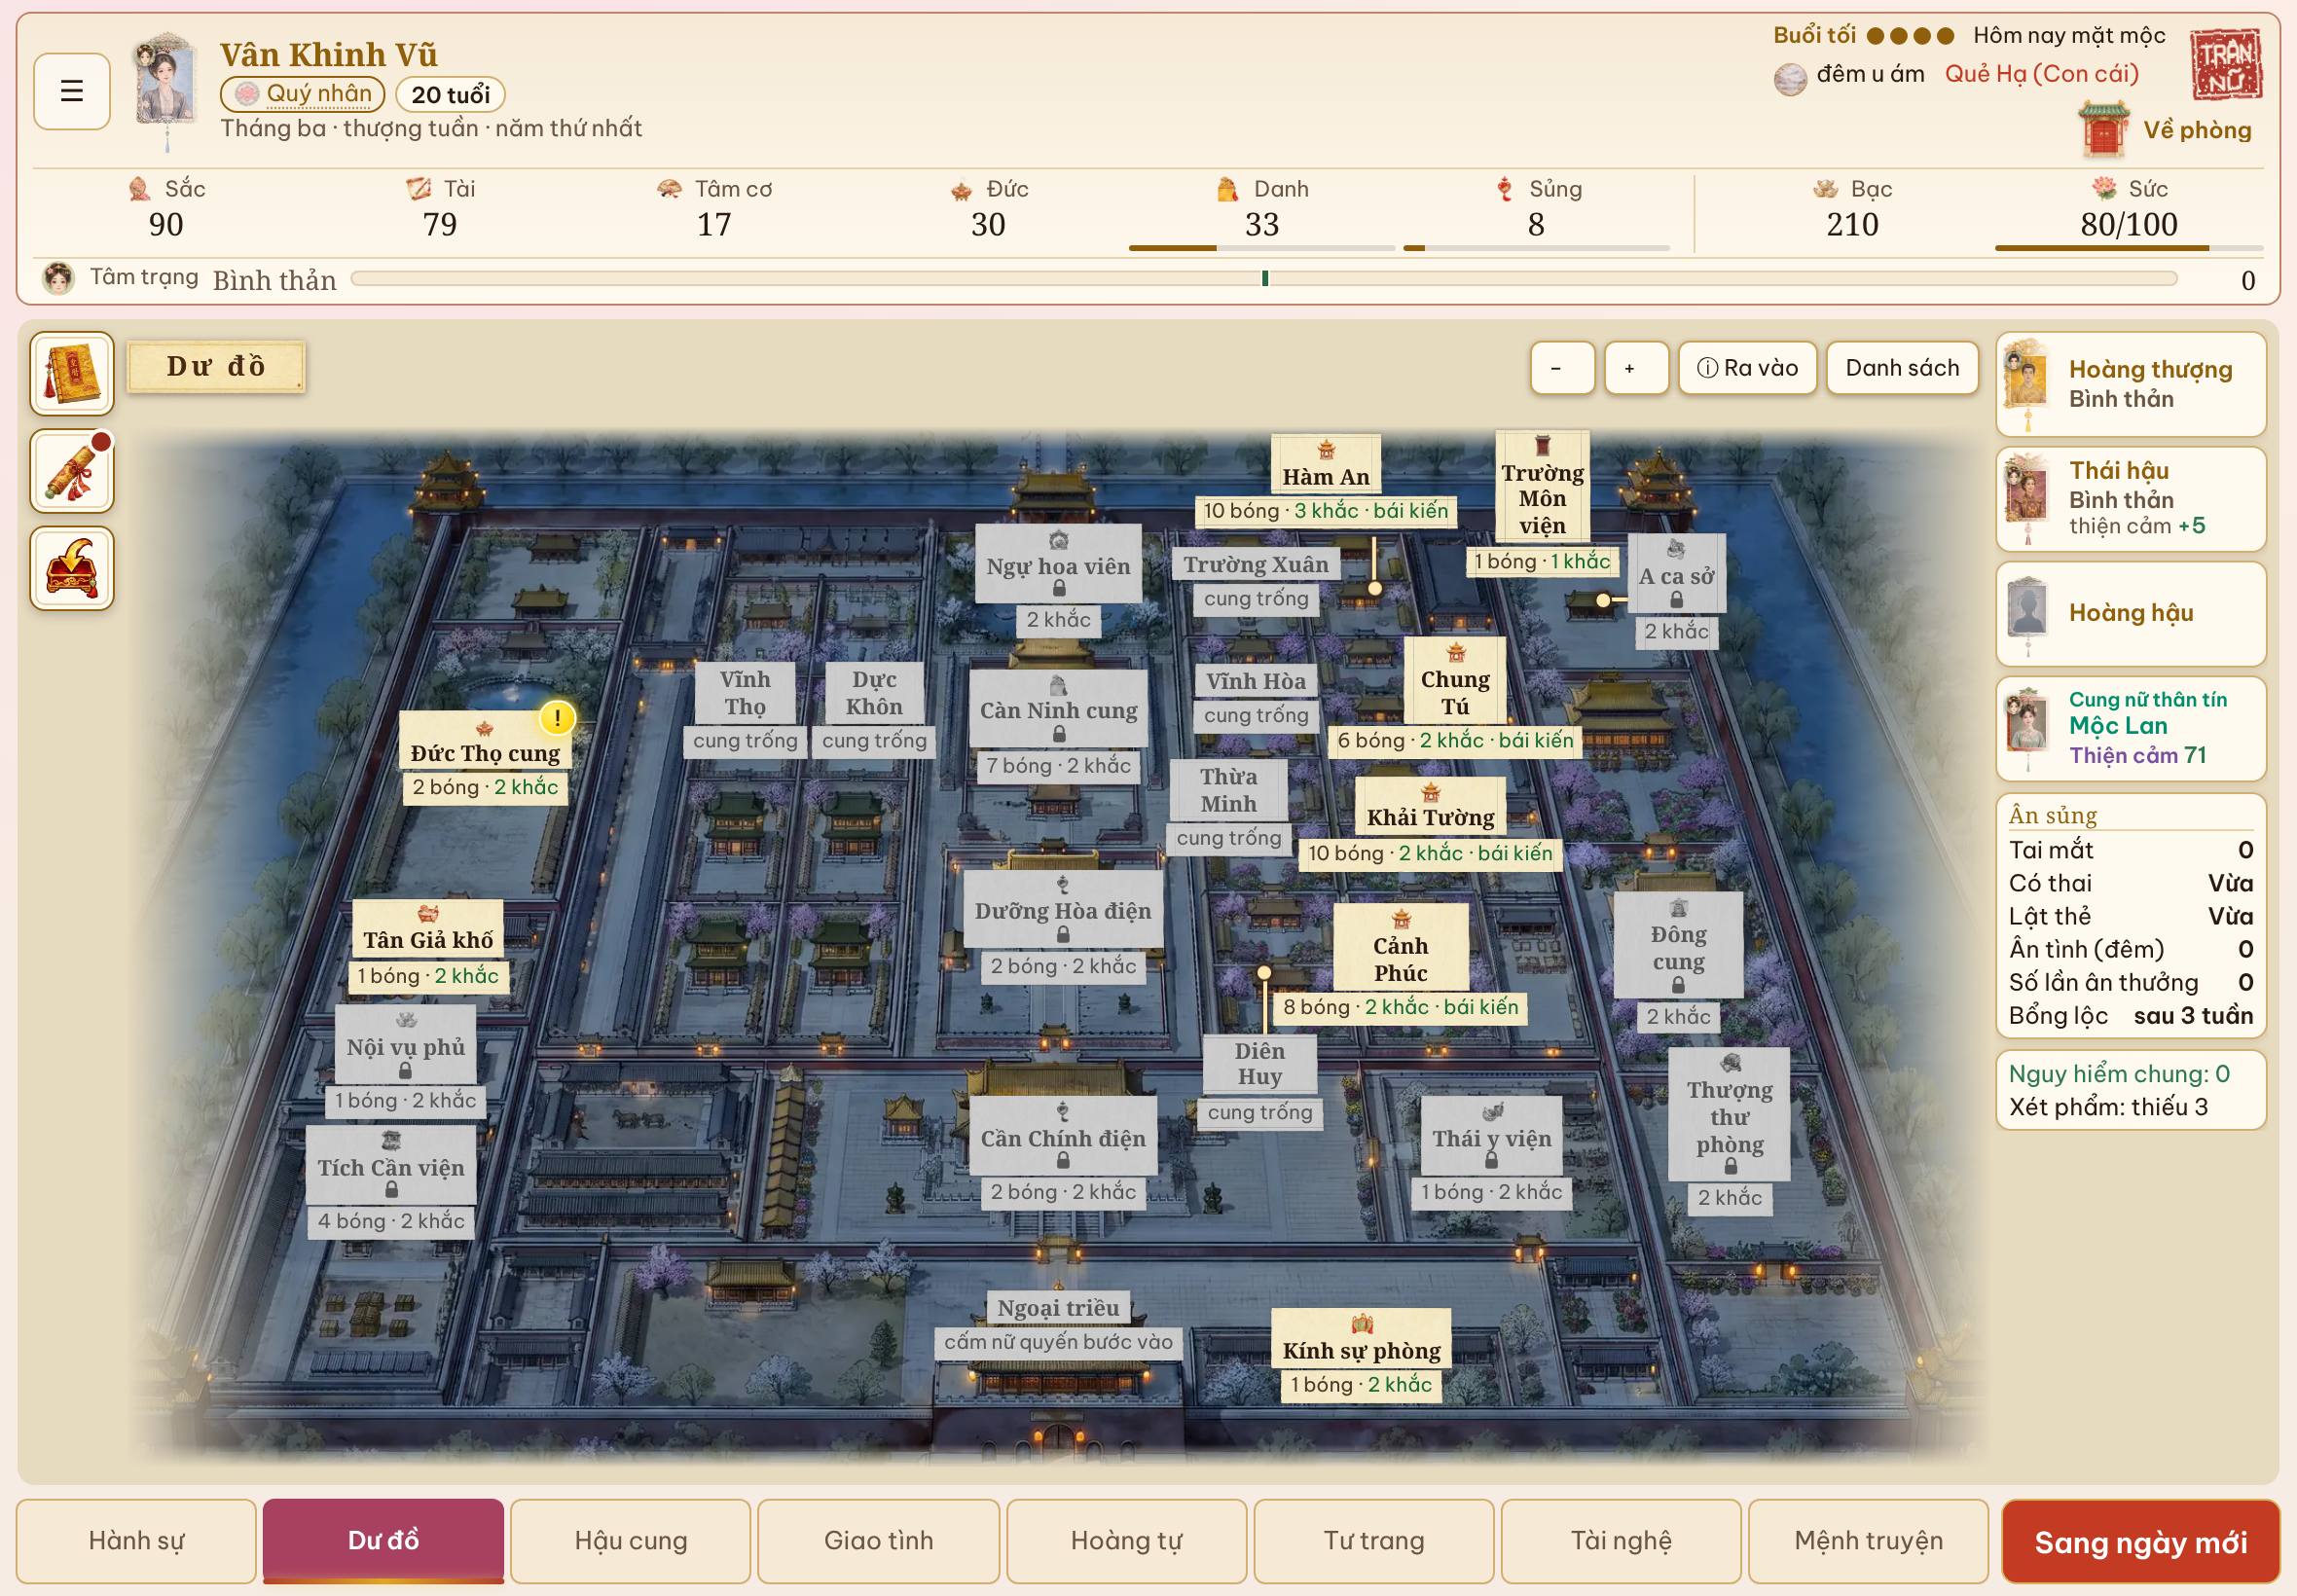 ☰
Vân Khinh Vũ
Quý nhân
20 tuổi
Tháng ba · thượng tuần · năm thứ nhất
Buổi tối
Hôm nay mặt mộc
đêm u ám
Quẻ Hạ (Con cái)
TRÂN
NỮ
Về phòng
Sắc
90
Tài
79
Tâm cơ
17
Đức
30
Danh
33
Sủng
8
Bạc
210
Sức
80/100
Tâm trạng
Bình thản
0
Dư đồ
-
+
ⓘ Ra vào
Danh sách
Hàm An
10 bóng · 3 khắc · bái kiến
Trường
Môn
viện
1 bóng · 1 khắc
Ngự hoa viên
2 khắc
Trường Xuân
cung trống
A ca sở
2 khắc
Vĩnh
Thọ
cung trống
Dực
Khôn
cung trống
Càn Ninh cung
7 bóng · 2 khắc
Vĩnh Hòa
cung trống
Chung
Tú
6 bóng · 2 khắc · bái kiến
Đức Thọ cung
!
2 bóng · 2 khắc
Thừa
Minh
cung trống
Khải Tường
10 bóng · 2 khắc · bái kiến
Dưỡng Hòa điện
2 bóng · 2 khắc
Tân Giả khố
1 bóng · 2 khắc
Cảnh
Phúc
8 bóng · 2 khắc · bái kiến
Đông
cung
2 khắc
Nội vụ phủ
1 bóng · 2 khắc
Diên
Huy
cung trống
Tích Cần viện
4 bóng · 2 khắc
Cần Chính điện
2 bóng · 2 khắc
Thái y viện
1 bóng · 2 khắc
Thượng
thư
phòng
2 khắc
Ngoại triều
cấm nữ quyến bước vào
Kính sự phòng
1 bóng · 2 khắc
Hoàng thượng
Bình thản
Thái hậu
Bình thản
thiện cảm +5
Hoàng hậu
Cung nữ thân tín
Mộc Lan
Thiện cảm 71
Ân sủng
Tai mắt 0
Có thai Vừa
Lật thẻ Vừa
Ân tình (đêm) 0
Số lần ân thưởng 0
Bổng lộc sau 3 tuần
Nguy hiểm chung: 0
Xét phẩm: thiếu 3
Hành sự
Dư đồ
Hậu cung
Giao tình
Hoàng tự
Tư trang
Tài nghệ
Mệnh truyện
Sang ngày mới